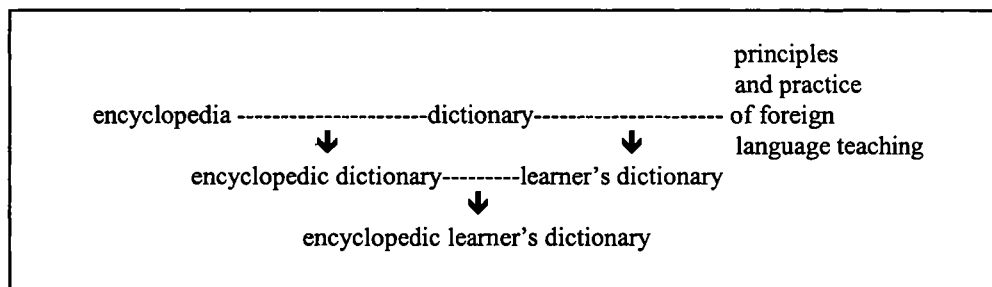 principles
and practice
encyclopedia --------------------dictionary-------------------- of foreign
language teaching
encyclopedic dictionary---------learner's dictionary
encyclopedic learner's dictionary